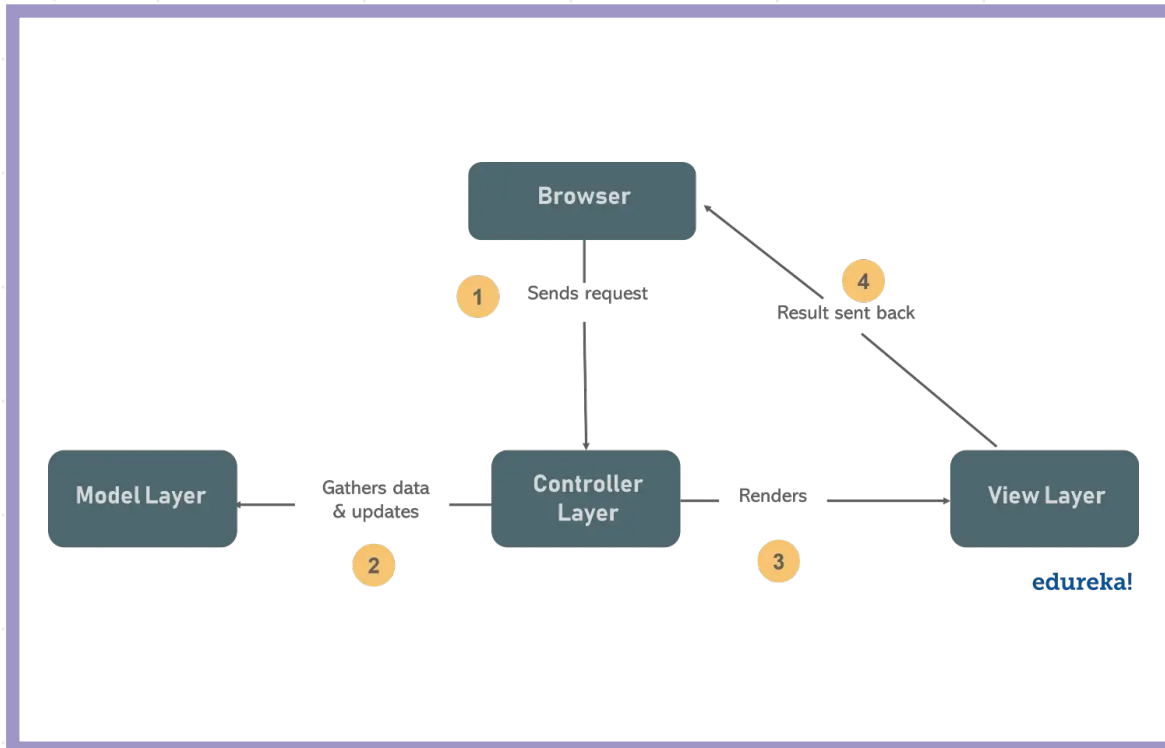 Browser
1
Sends request
4
Result sent back
Model Layer
Gathers data
& updates
2
Controller
Layer
Renders
3
View Layer
edureka!